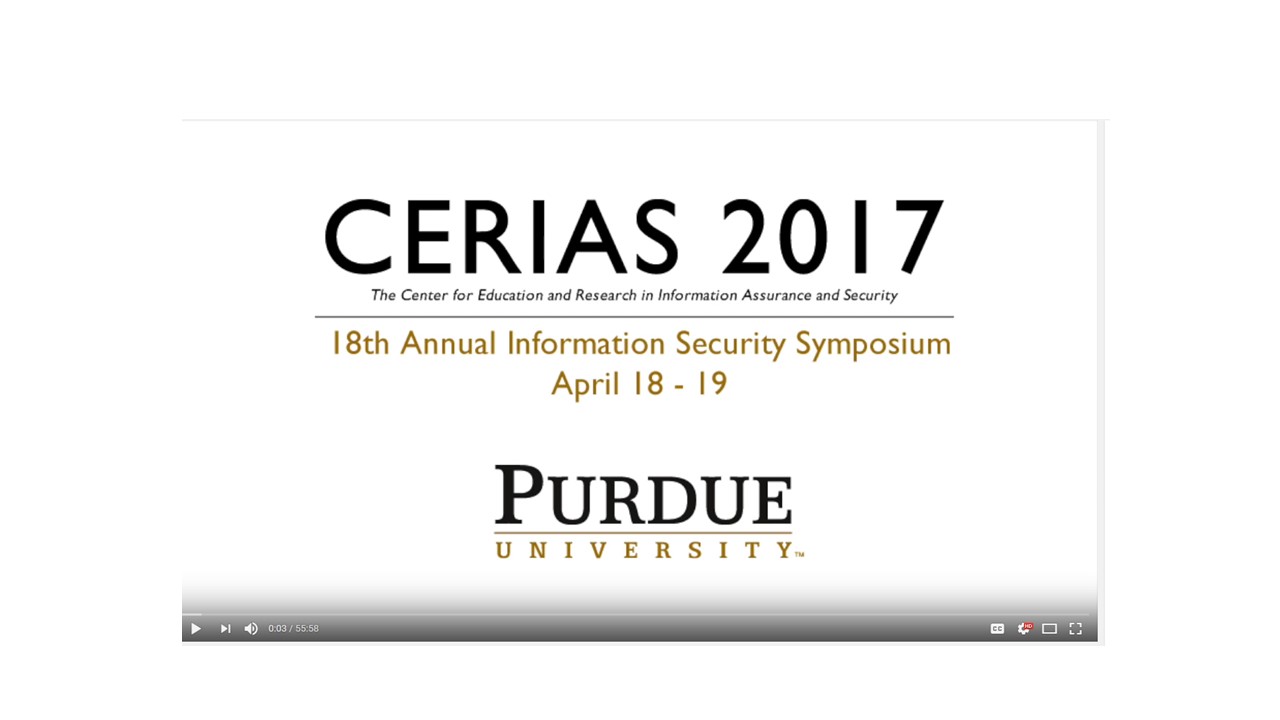 CERIAS 2017
The Center for Education and Research in Information Assurance and Security
18th Annual Information Security Symposium
April 18 - 19
PURDUE
UNIVERSITY™
0:03 / 55:58
CC
HD